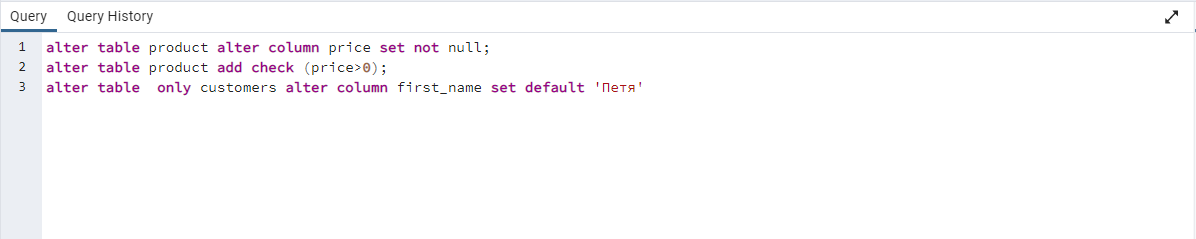 Query Query History
1 alter table product alter column price set not null;
2 alter table product add check (price>0);
3 alter table  only customers alter column first_name set default 'Петя'